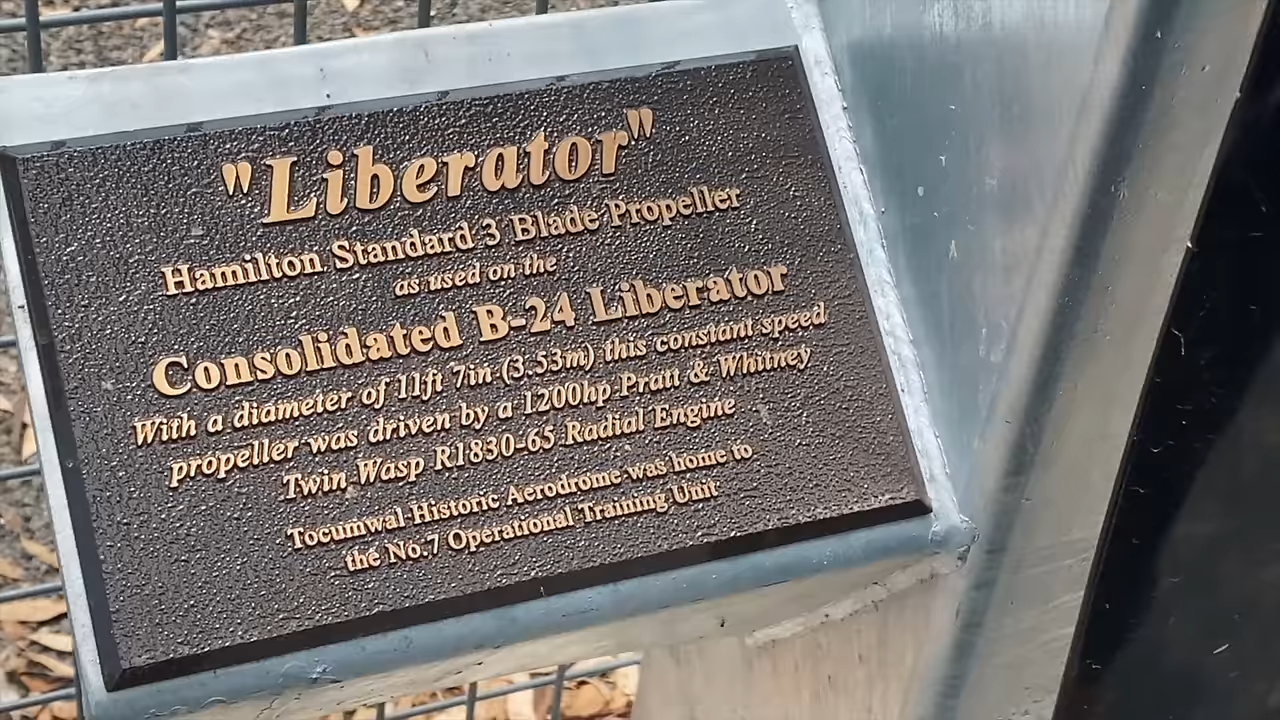 "Liberator"
Hamilton Standard 3 Blade Propeller
as used on the
Consolidated B-24 Liberator
With a diameter of 11ft 7in (3.53m) this constant speed
propeller was driven by a 1200hp Pratt & Whitney
Twin Wasp R1830-65 Radial Engine
Tocumwal Historic Aerodrome was home to
the No.7 Operational Training Unit